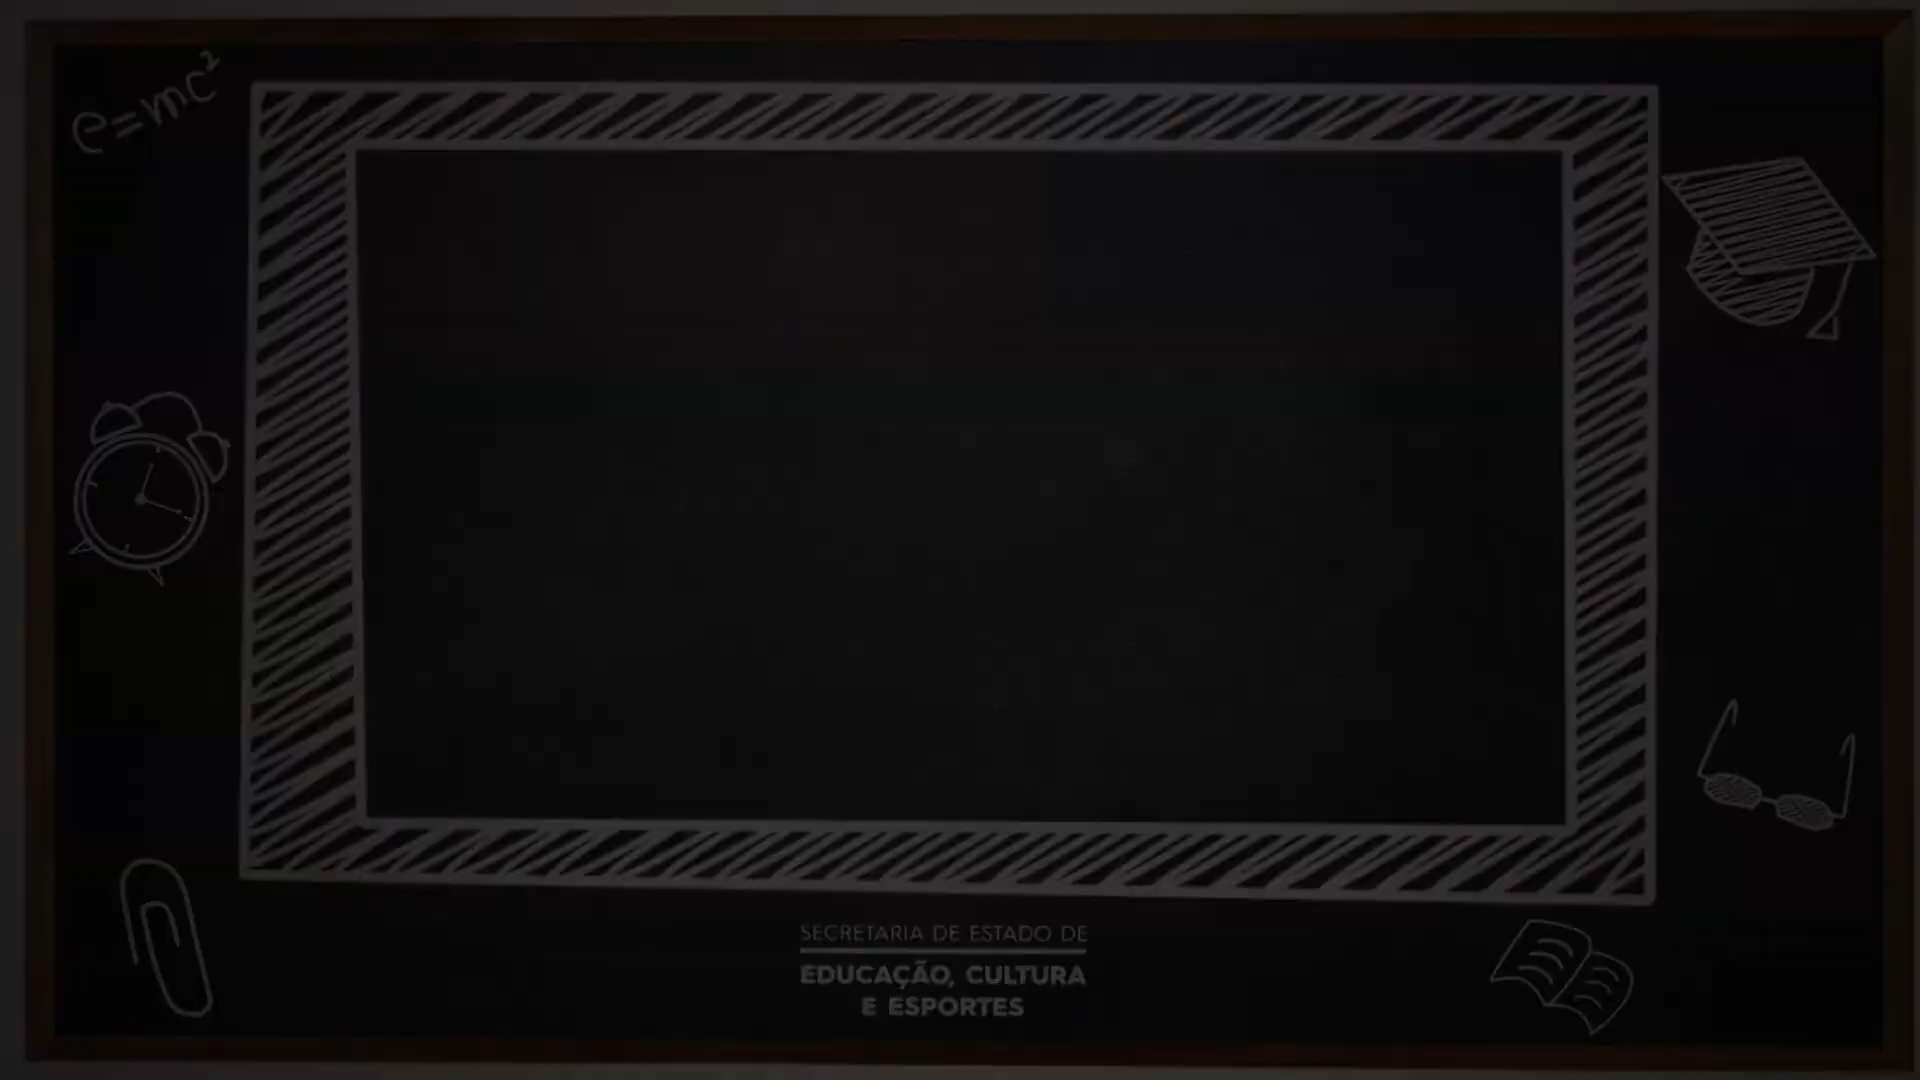 e=mc²
SECRETARIA DE ESTADO DE
EDUCAÇÃO, CULTURA
E ESPORTES